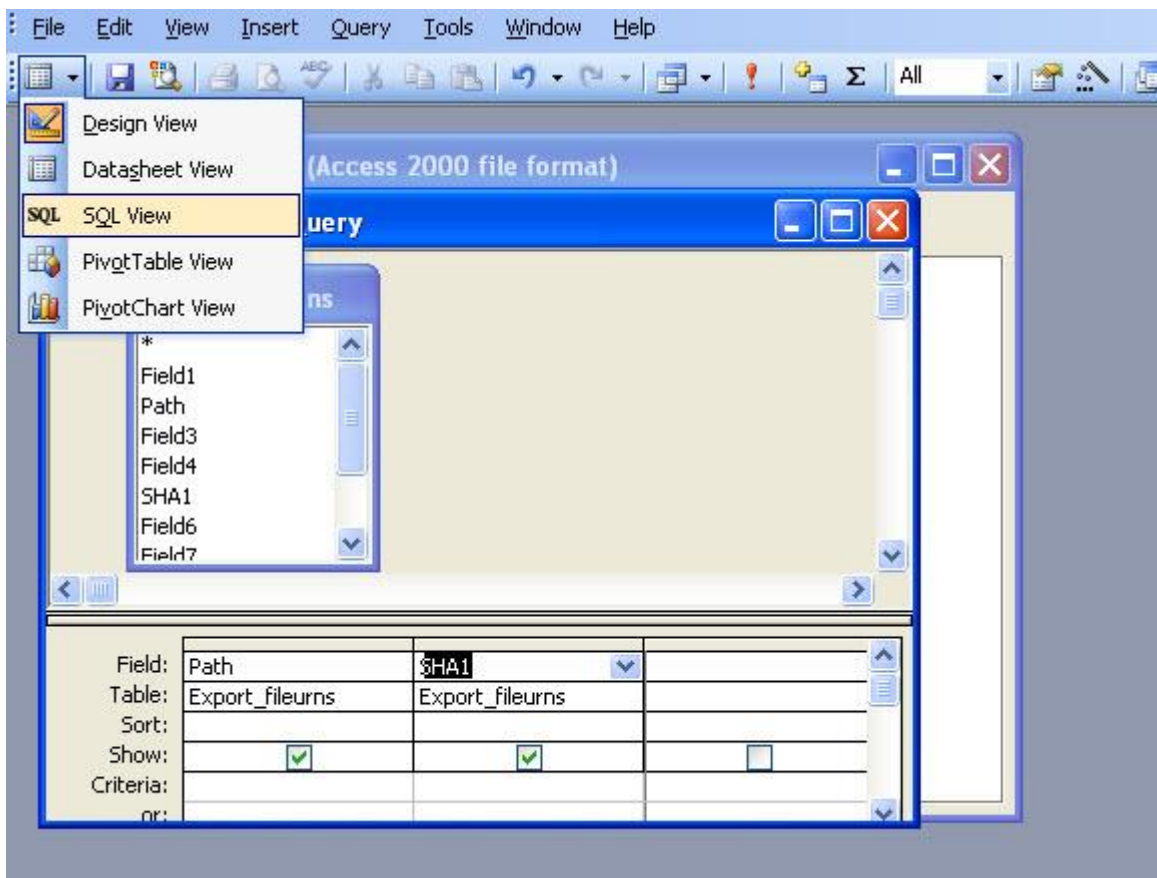 File Edit View Insert Query Tools Window Help
ABC Σ All
Design View
Datasheet View
(Access 2000 file format)
SQL SQL View
uery
PivotTable View
PivotChart View
ns
*
Field1
Path
Field3
Field4
SHA1
Field6
Field7
Field: Path SHA1
Table: Export_fileurns Export_fileurns
Sort:
Show:
Criteria:
or: